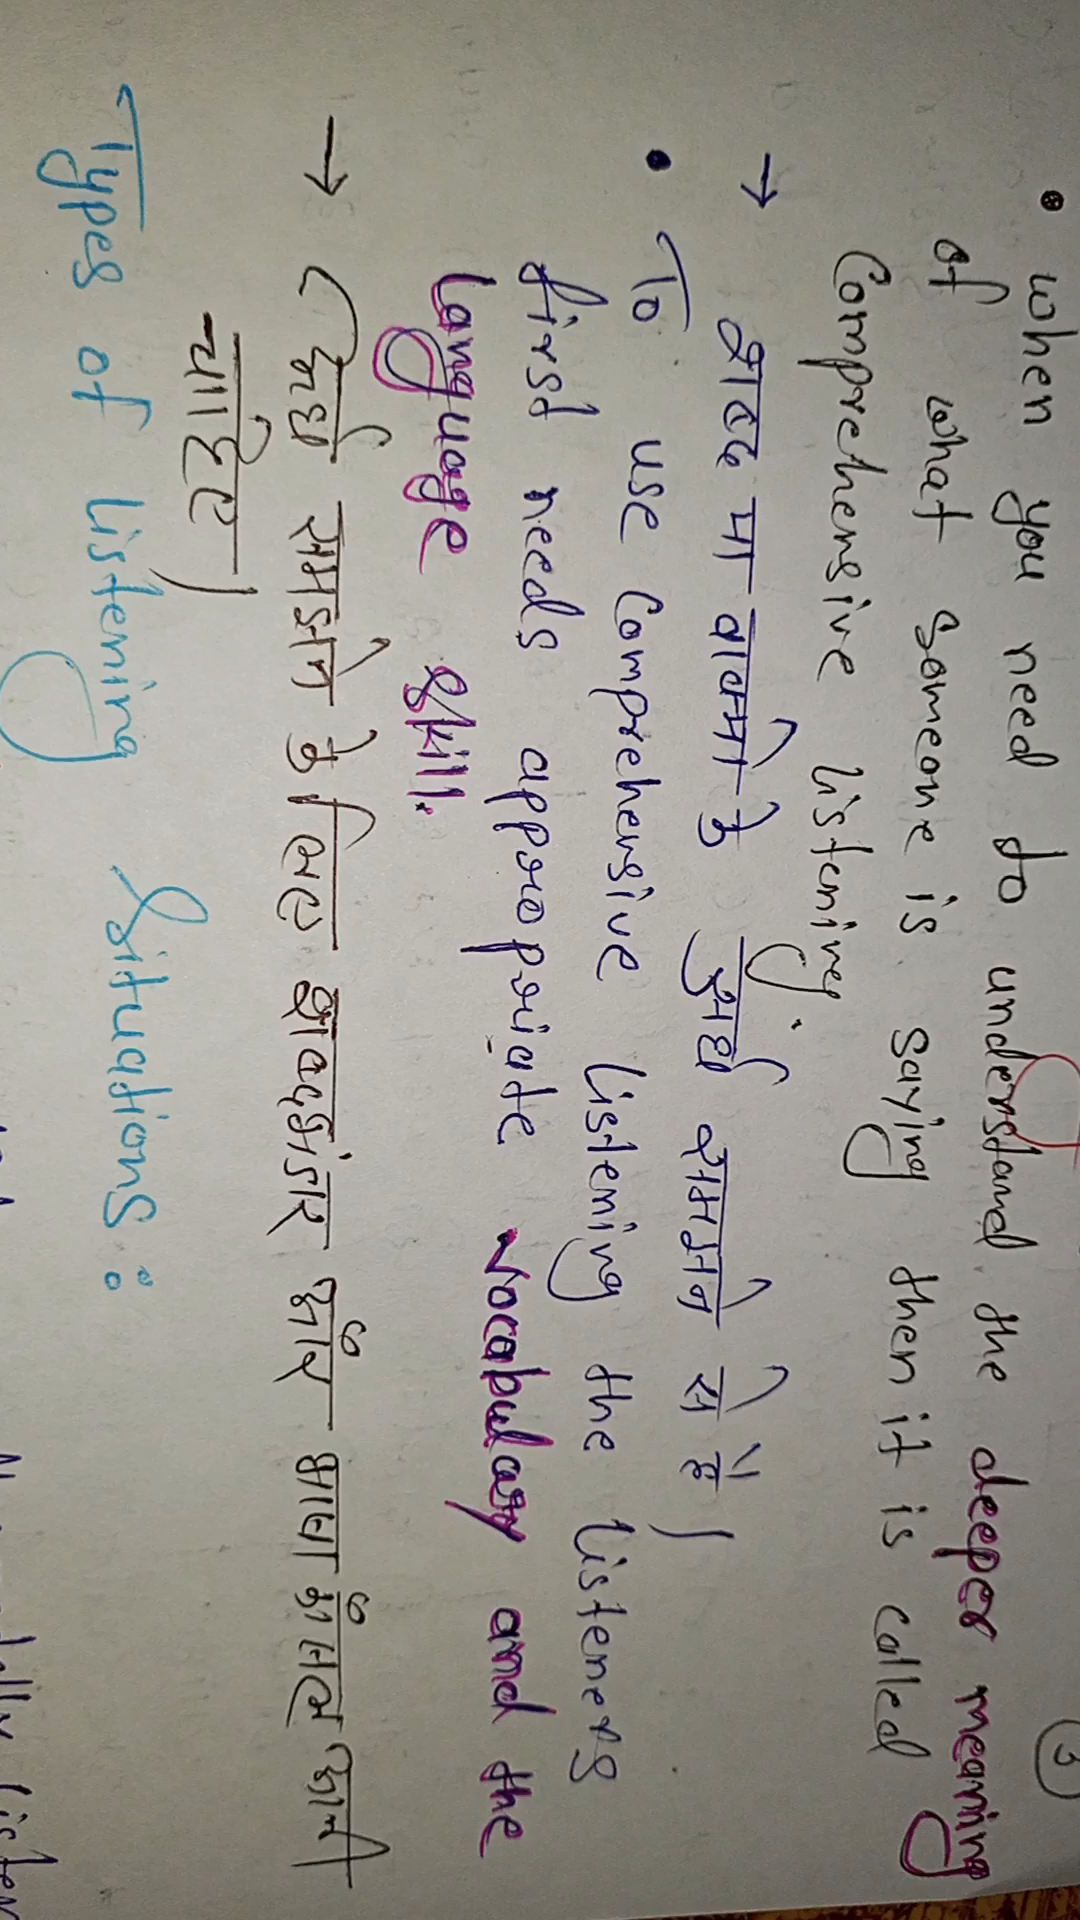 3
• When you need to understand the deeper meaning
of what someone is saying then it is called
Comprehensive listening.
→ शब्द या वाक्यो के अर्थ समझने से है।
• To use Comprehensive listening the listeners
first needs appropriate vocabulary and the
language skill.
→ समझने के लिए शब्दभंडार और भाषा कौशल आनी
चाहिए।
Types of listening Situations :